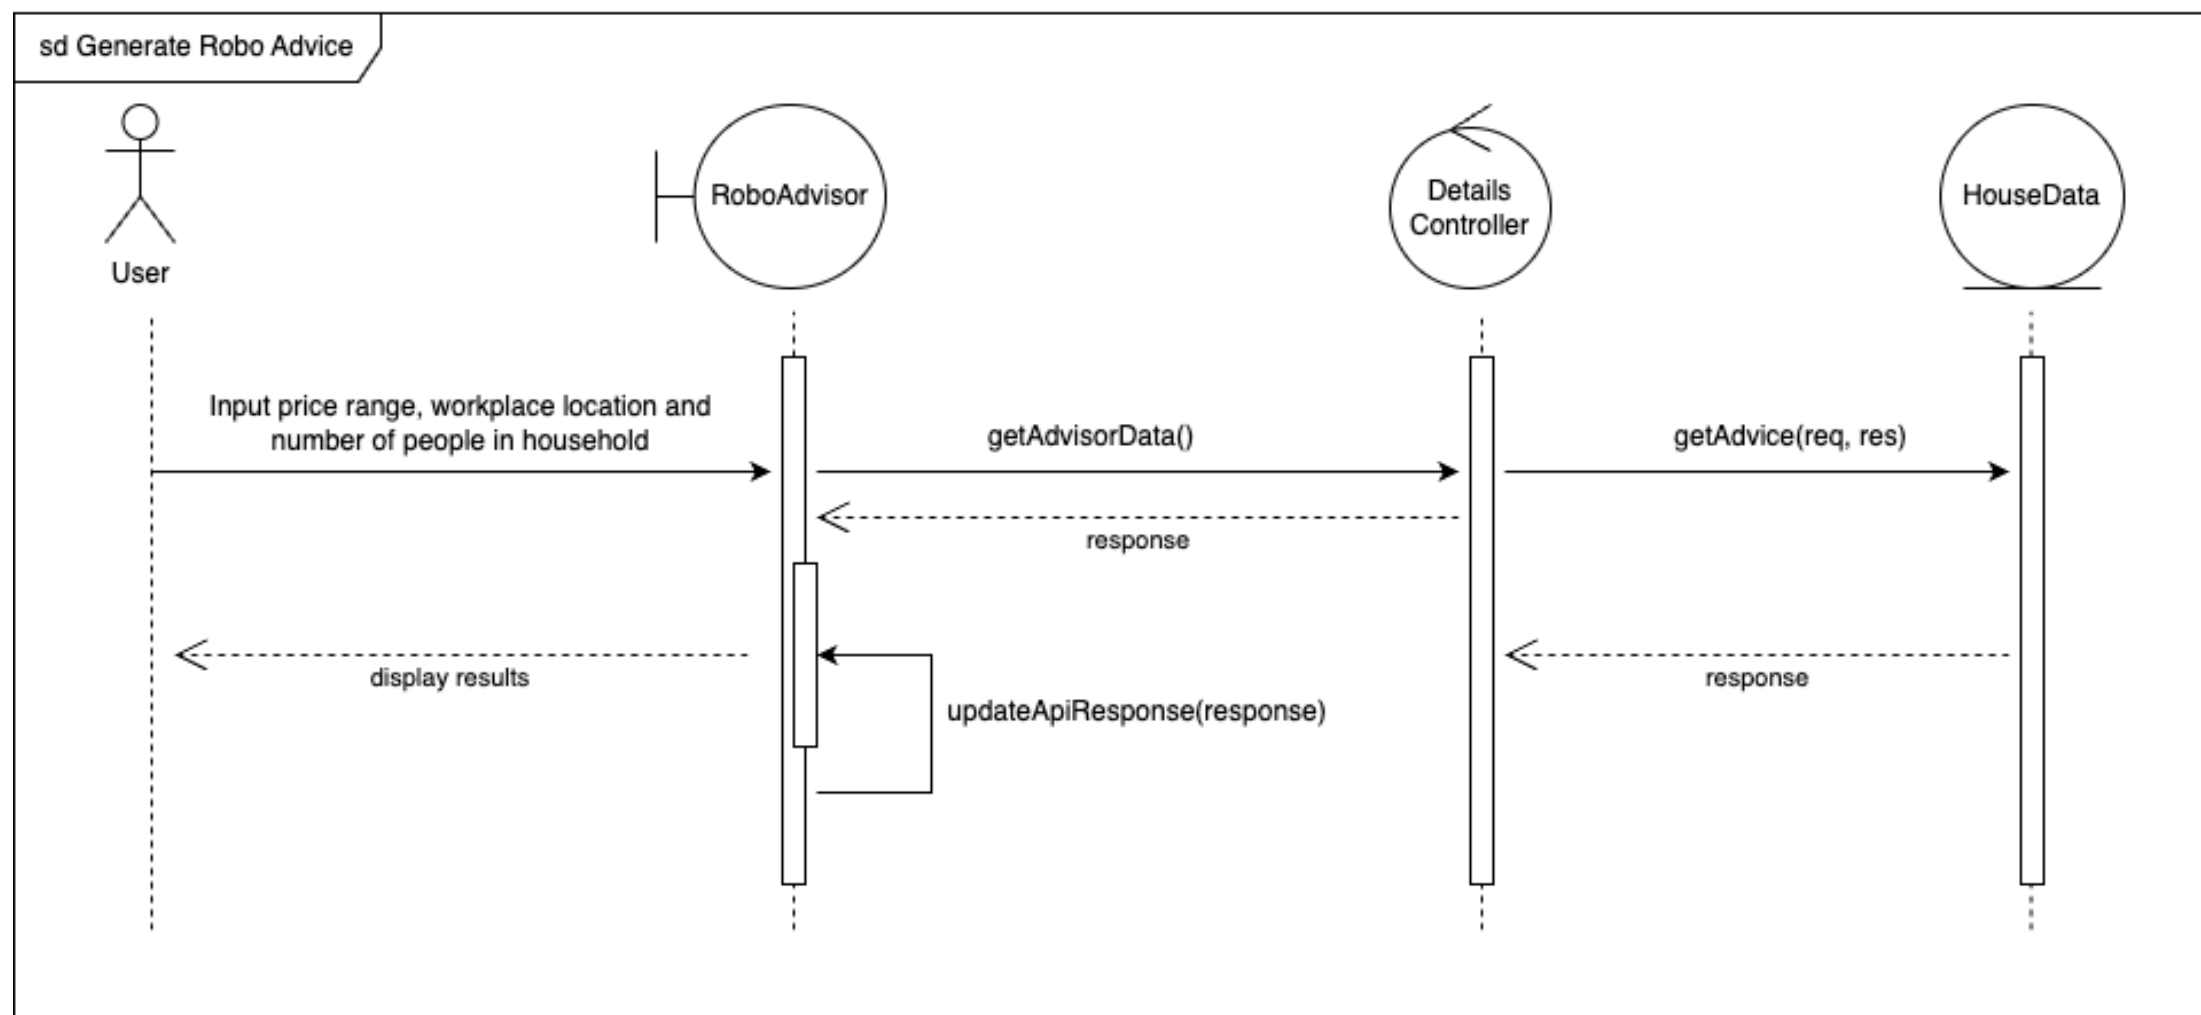 sd Generate Robo Advice
RoboAdvisor
Details
Controller
HouseData
User
Input price range, workplace location and
number of people in household
getAdvisorData()
getAdvice(req, res)
response
display results
response
updateApiResponse(response)